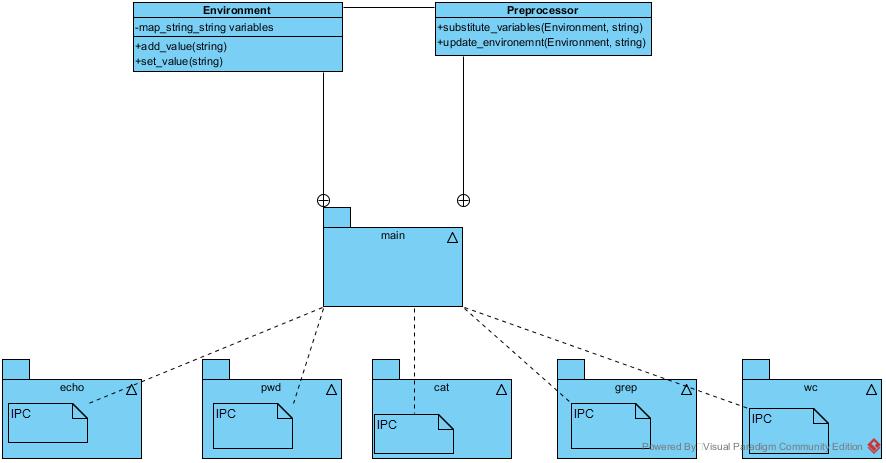 Environment
-map_string_string variables
+add_value(string)
+set_value(string)
Preprocessor
+substitute_variables(Environment, string)
+update_environemnt(Environment, string)
main
echo
IPC
pwd
IPC
cat
IPC
grep
IPC
wc
IPC
Powered By Visual Paradigm Community Edition